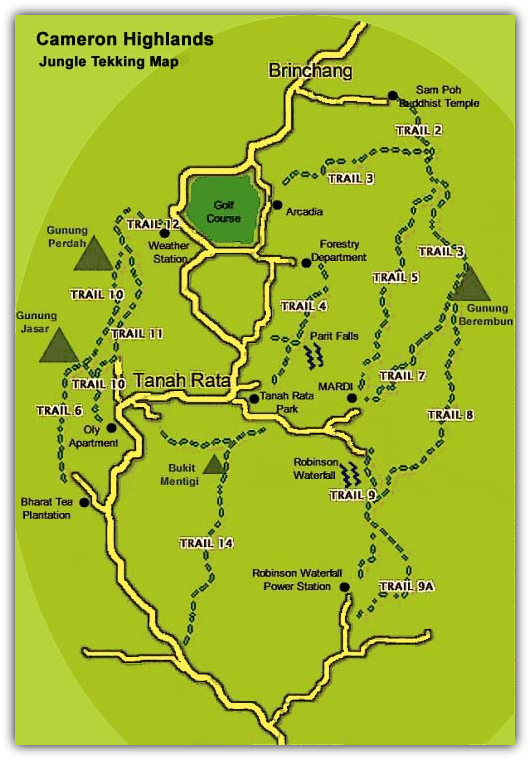 Cameron Highlands
Jungle Tekking Map
Brinchang
Sam Poh
Buddhist Temple
TRAIL 2
TRAIL 3
Golf
Course
Arcadia
TRAIL 12
Weather
Station
Gunung
Perdah
Forestry
Department
TRAIL 3
TRAIL 5
TRAIL 10
TRAIL 4
Gunung
Berembun
Gunung
Jasar
TRAIL 11
Parit Falls
TRAIL 10
Tanah Rata
MARDI
TRAIL 7
Tanah Rata
Park
TRAIL 6
TRAIL 8
Oly
Apartment
Bukit
Mentigi
Robinson
Waterfall
TRAIL 9
Bharat Tea
Plantation
TRAIL 14
Robinson Waterfall
Power Station
TRAIL 9A